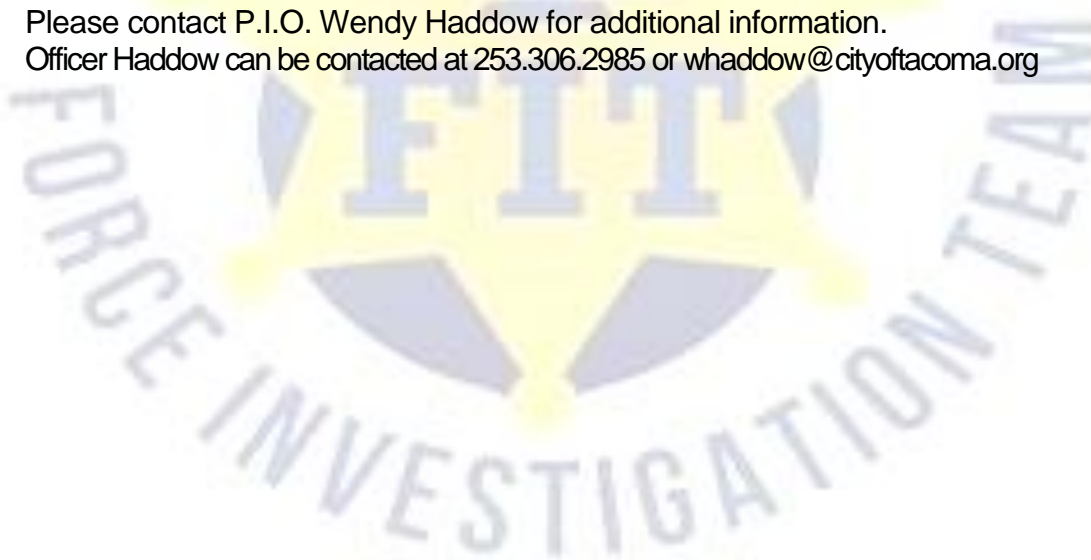 Please contact P.I.O. Wendy Haddow for additional information.
Officer Haddow can be contacted at 253.306.2985 or whaddow@cityoftacoma.org
FIT
FORCE INVESTIGATION TEAM